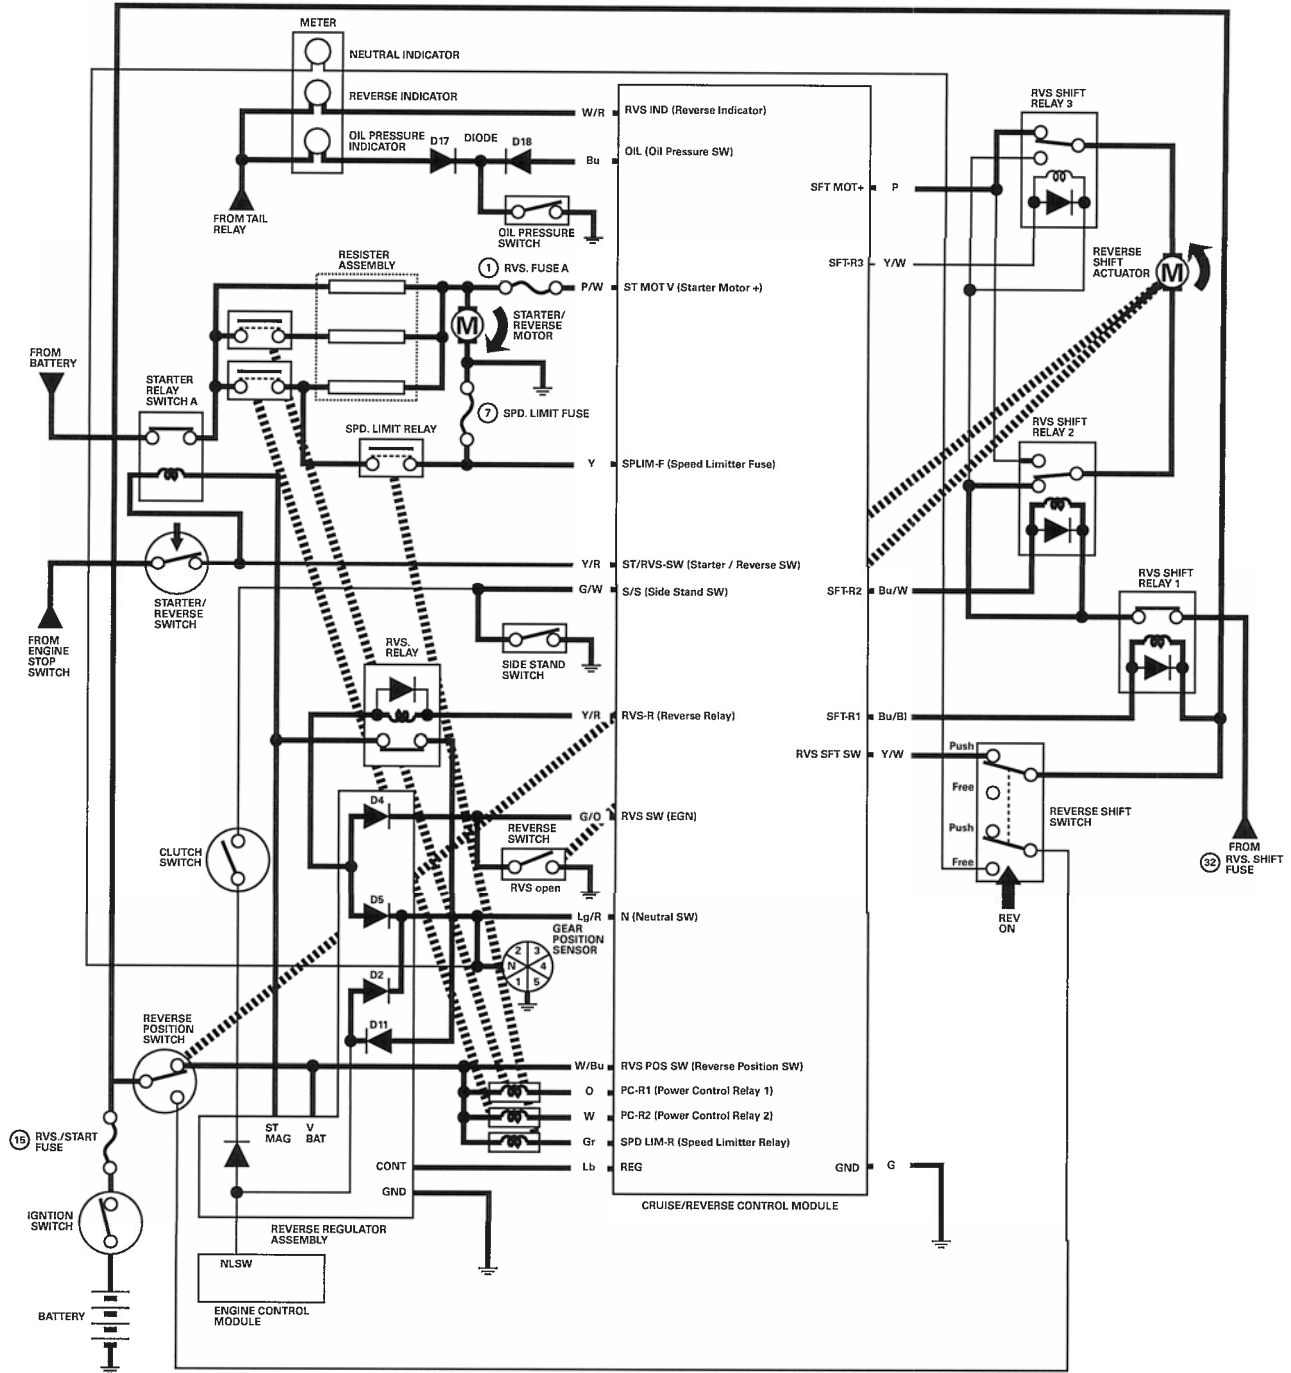 METER
NEUTRAL INDICATOR
REVERSE INDICATOR
OIL PRESSURE
INDICATOR
D17
DIODE
D18
W/R
RVS IND (Reverse Indicator)
Bu
OIL (Oil Pressure SW)
FROM TAIL
RELAY
OIL PRESSURE
SWITCH
RVS SHIFT
RELAY 3
SFT MOT+
P
SFT-R3
Y/W
REVERSE
SHIFT
ACTUATOR
M
RESISTER
ASSEMBLY
1
RVS. FUSE A
P/W
ST MOT V (Starter Motor +)
M
STARTER/
REVERSE
MOTOR
FROM
BATTERY
STARTER
RELAY
SWITCH A
7
SPD. LIMIT FUSE
SPD. LIMIT RELAY
Y
SPLIM-F (Speed Limitter Fuse)
RVS SHIFT
RELAY 2
Y/R
ST/RVS-SW (Starter / Reverse SW)
G/W
S/S (Side Stand SW)
SFT-R2
Bu/W
RVS SHIFT
RELAY 1
STARTER/
REVERSE
SWITCH
FROM
ENGINE
STOP
SWITCH
RVS.
RELAY
SIDE STAND
SWITCH
Y/R
RVS-R (Reverse Relay)
SFT-R1
Bu/Bl
RVS SFT SW
Y/W
Push
Free
Push
Free
REVERSE SHIFT
SWITCH
REV
ON
FROM
32
RVS. SHIFT
FUSE
D4
G/O
RVS SW (EGN)
REVERSE
SWITCH
RVS open
CLUTCH
SWITCH
D5
Lg/R
N (Neutral SW)
GEAR
POSITION
SENSOR
2
3
N
4
1
5
D2
D11
REVERSE
POSITION
SWITCH
W/Bu
RVS POS SW (Reverse Position SW)
O
PC-R1 (Power Control Relay 1)
W
PC-R2 (Power Control Relay 2)
Gr
SPD LIM-R (Speed Limitter Relay)
Lb
REG
GND
G
CRUISE/REVERSE CONTROL MODULE
ST
MAG
V
BAT
CONT
GND
15
RVS./START
FUSE
IGNTION
SWITCH
REVERSE REGULATOR
ASSEMBLY
NLSW
ENGINE CONTROL
MODULE
BATTERY